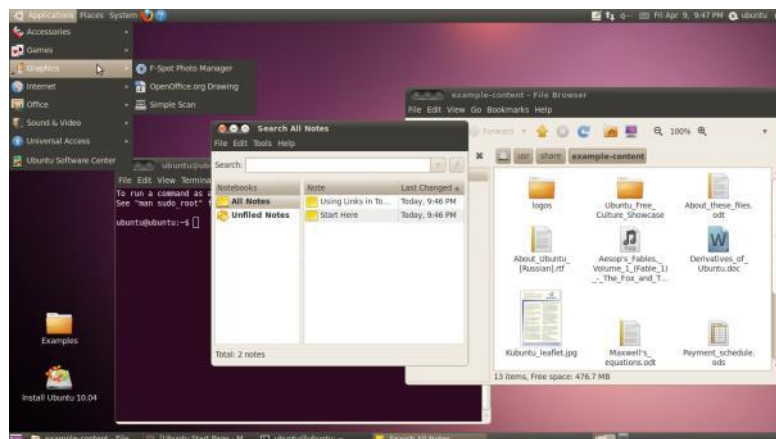 Applications Places System
Fri Apr 9, 9:47 PM
ubuntu
Accessories
Games
Graphics
Internet
Office
Sound & Video
Universal Access
Ubuntu Software Center
F-Spot Photo Manager
OpenOffice.org Drawing
Simple Scan
ubuntu@ub
File Edit View Termina
To run a command as a
See "man sudo_root" f
ubuntu@ubuntu:~$
Search All Notes
File Edit Tools Help
Search:
Notebooks
All Notes
Unfiled Notes
Note
Last Changed
Using Links in To...
Today, 9:46 PM
Start Here
Today, 9:46 PM
Total: 2 notes
example-content - File Browser
File Edit View Go Bookmarks Help
Forward
100%
usr
share
example-content
logos
Ubuntu_Free_
Culture_Showcase
About_these_files.
odt
About_Ubuntu_
[Russian].rtf
Aesop's_Fables,_
Volume_1_(Fable_1)
_-_The_Fox_and_T...
Derivatives_of_
Ubuntu.doc
Kubuntu_leaflet.jpg
Maxwell's_
equations.odt
Payment_schedule.
ods
13 items, Free space: 476.7 MB
Examples
Install Ubuntu 10.04